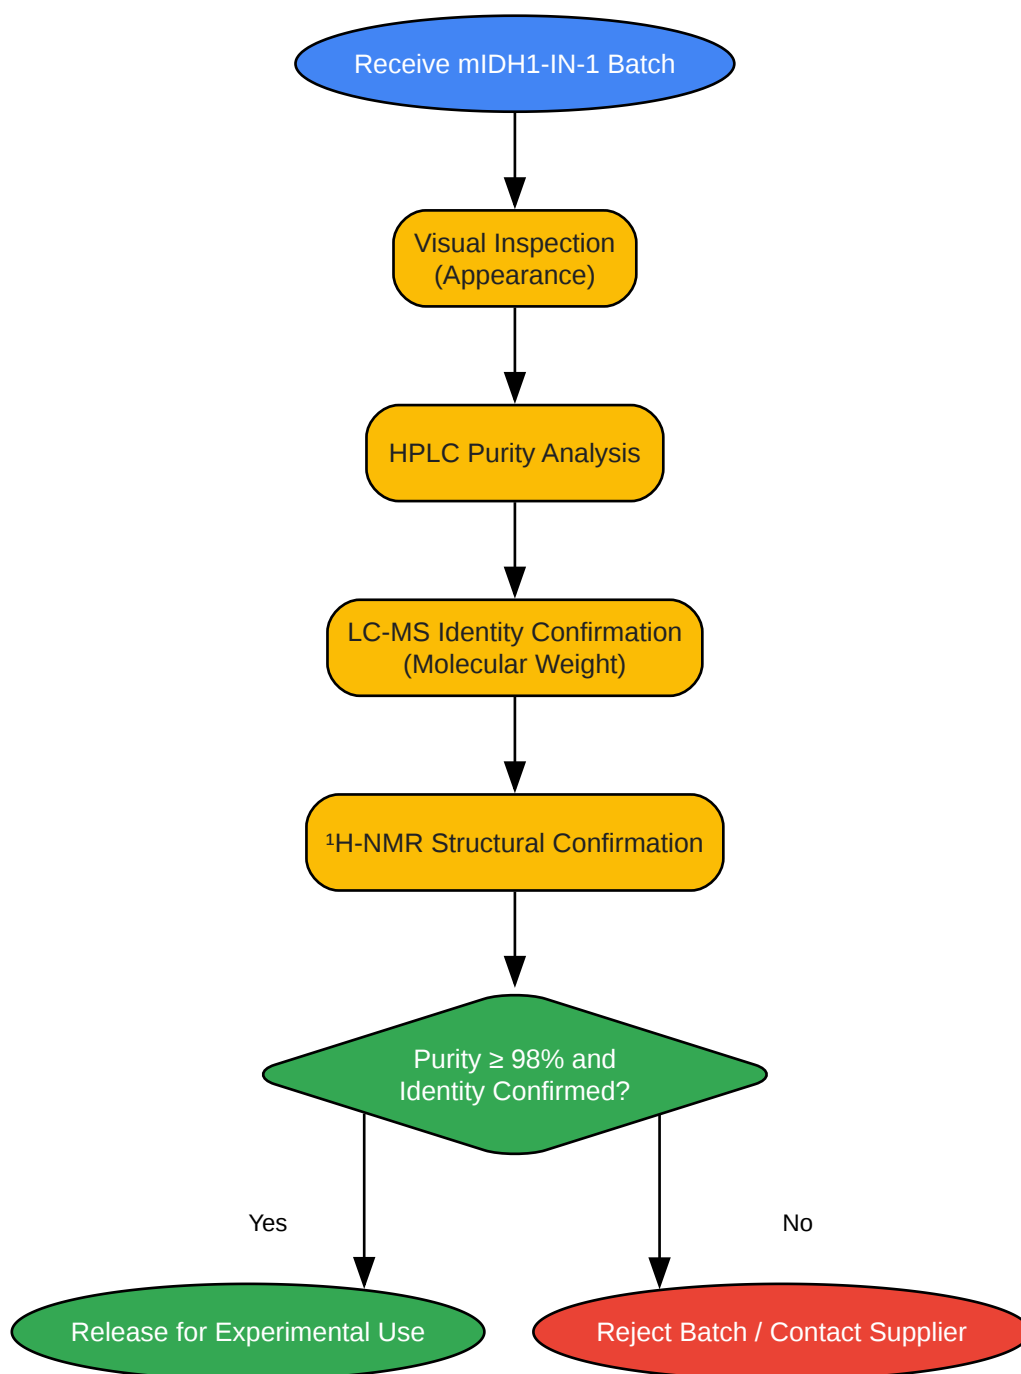 Receive mIDH1-IN-1 Batch
Visual Inspection
(Appearance)
HPLC Purity Analysis
LC-MS Identity Confirmation
(Molecular Weight)
¹H-NMR Structural Confirmation
Purity ≥ 98% and
Identity Confirmed?
Yes
No
Release for Experimental Use
Reject Batch / Contact Supplier